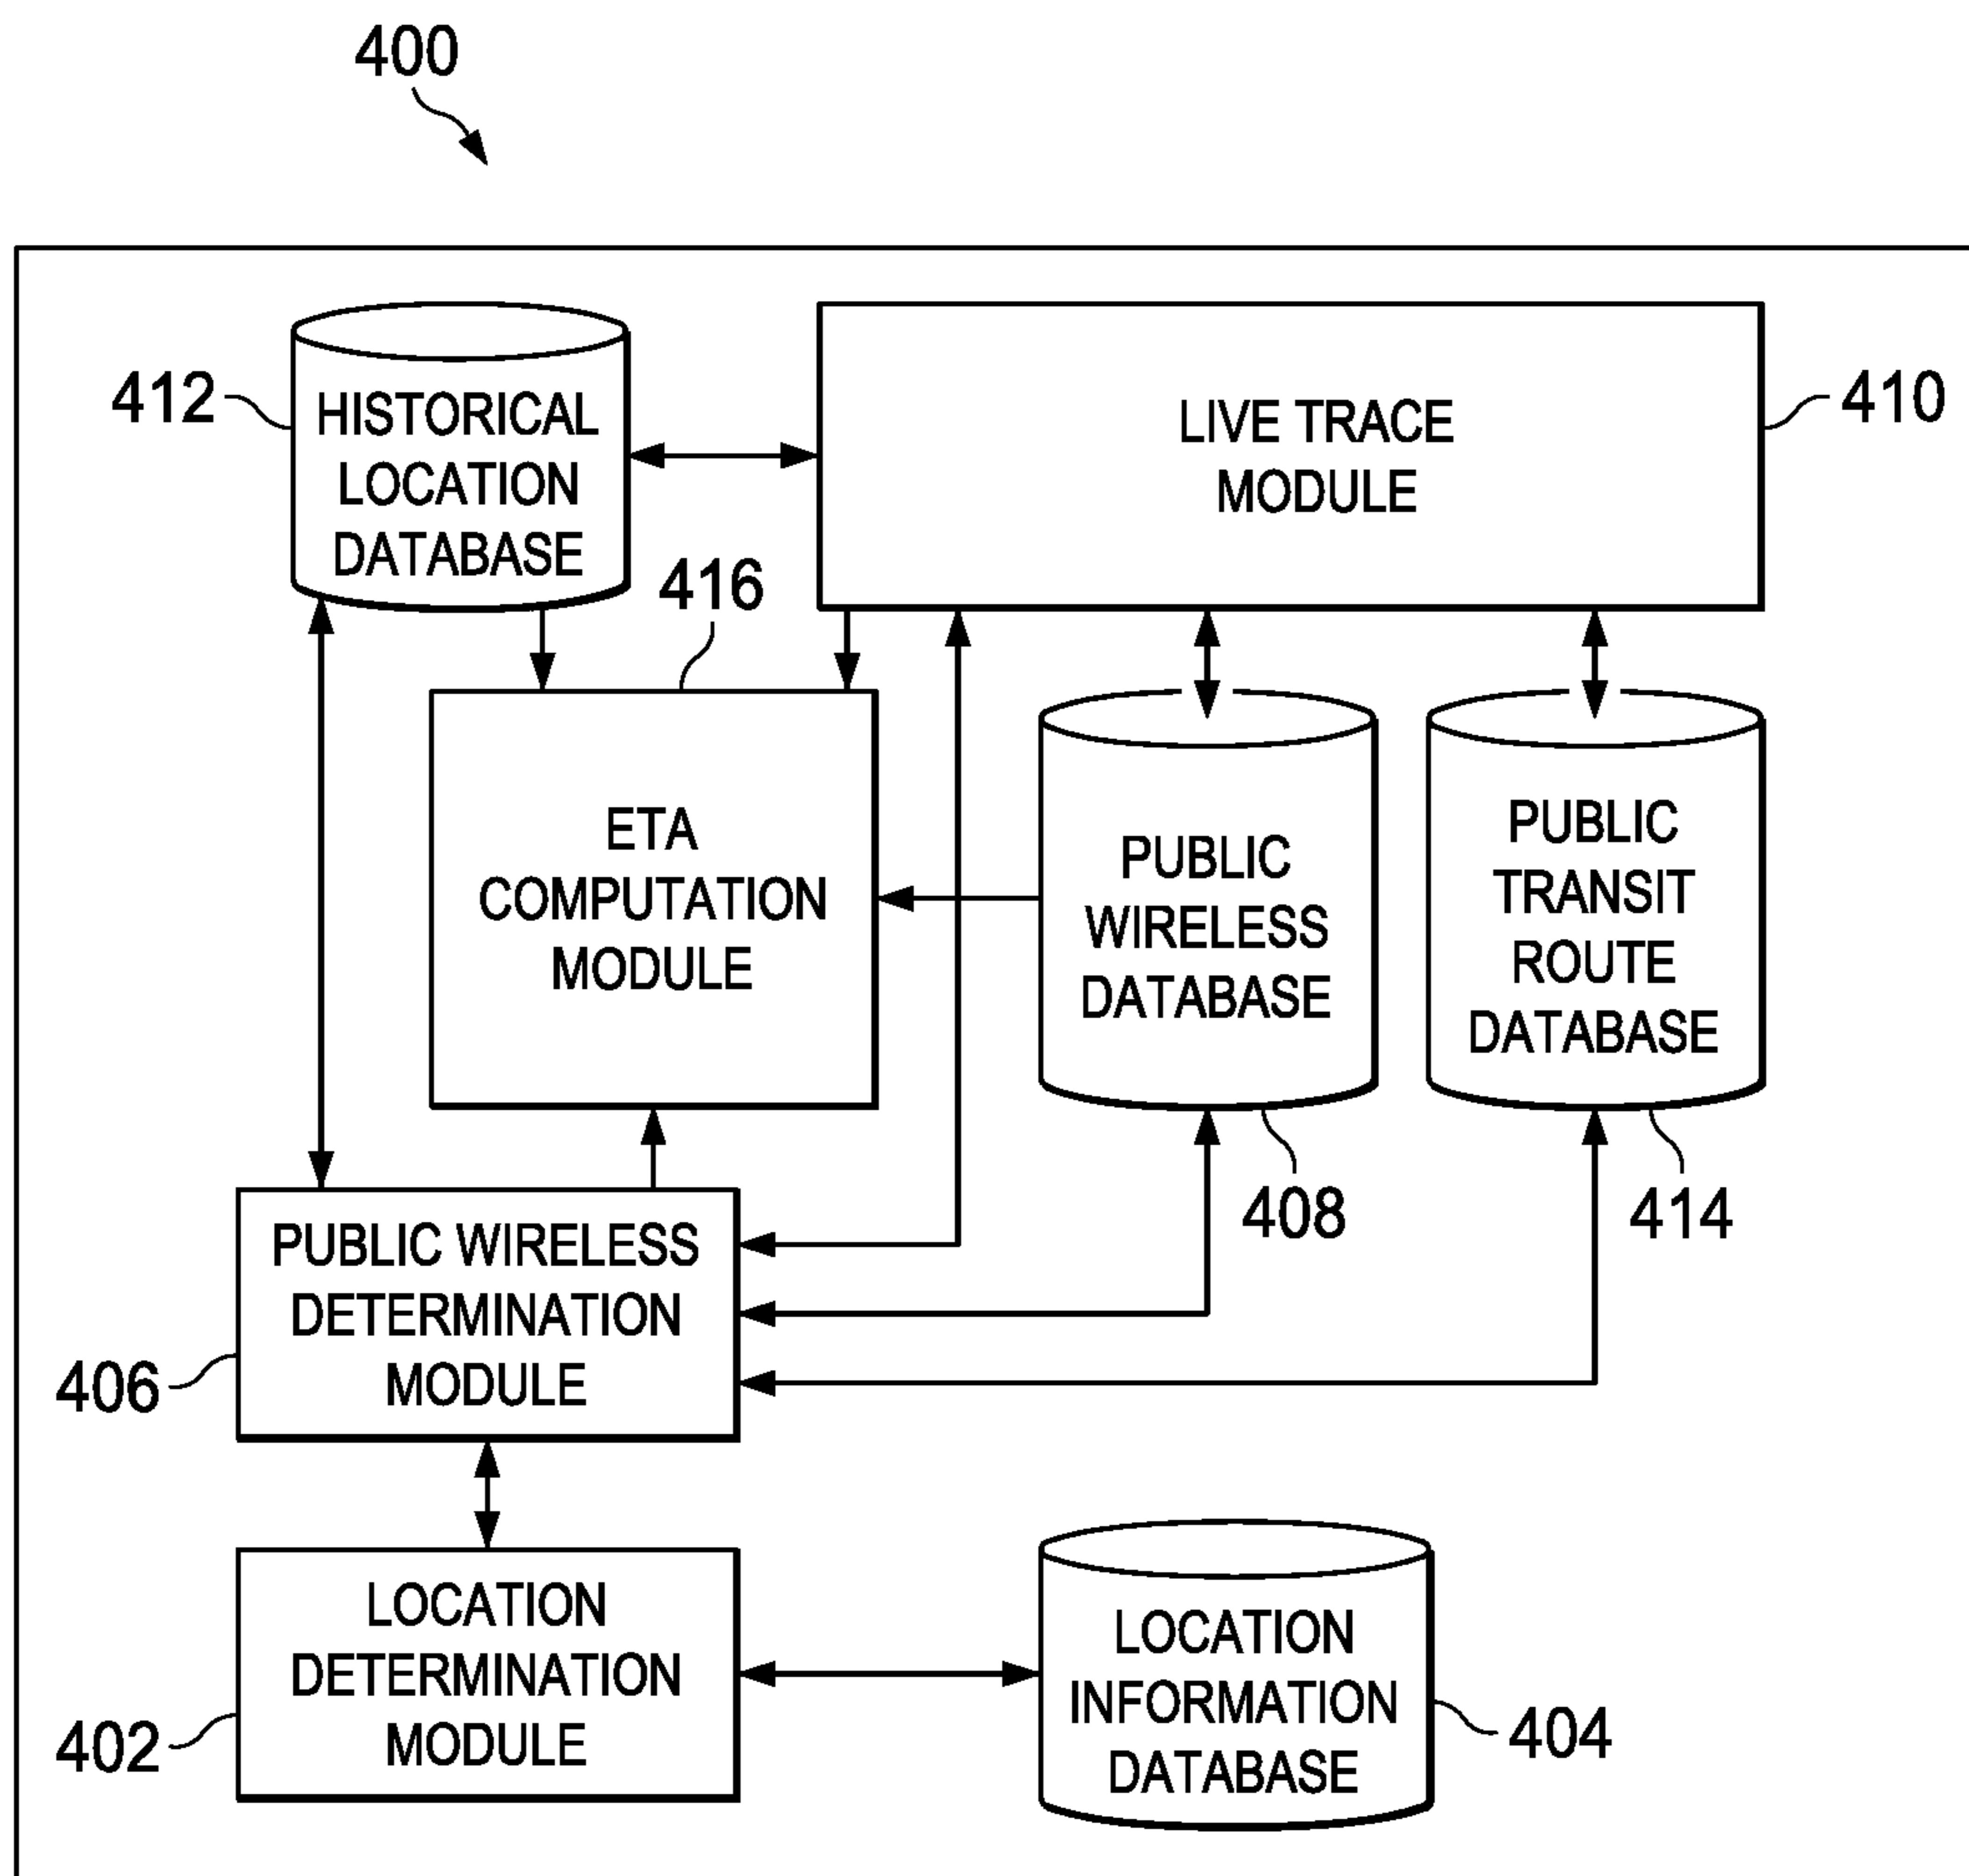 400
412
HISTORICAL
LOCATION
DATABASE
LIVE TRACE
MODULE
410
416
ETA
COMPUTATION
MODULE
PUBLIC
WIRELESS
DATABASE
PUBLIC
TRANSIT
ROUTE
DATABASE
408
414
PUBLIC WIRELESS
DETERMINATION
MODULE
406
LOCATION
DETERMINATION
MODULE
402
LOCATION
INFORMATION
DATABASE
404